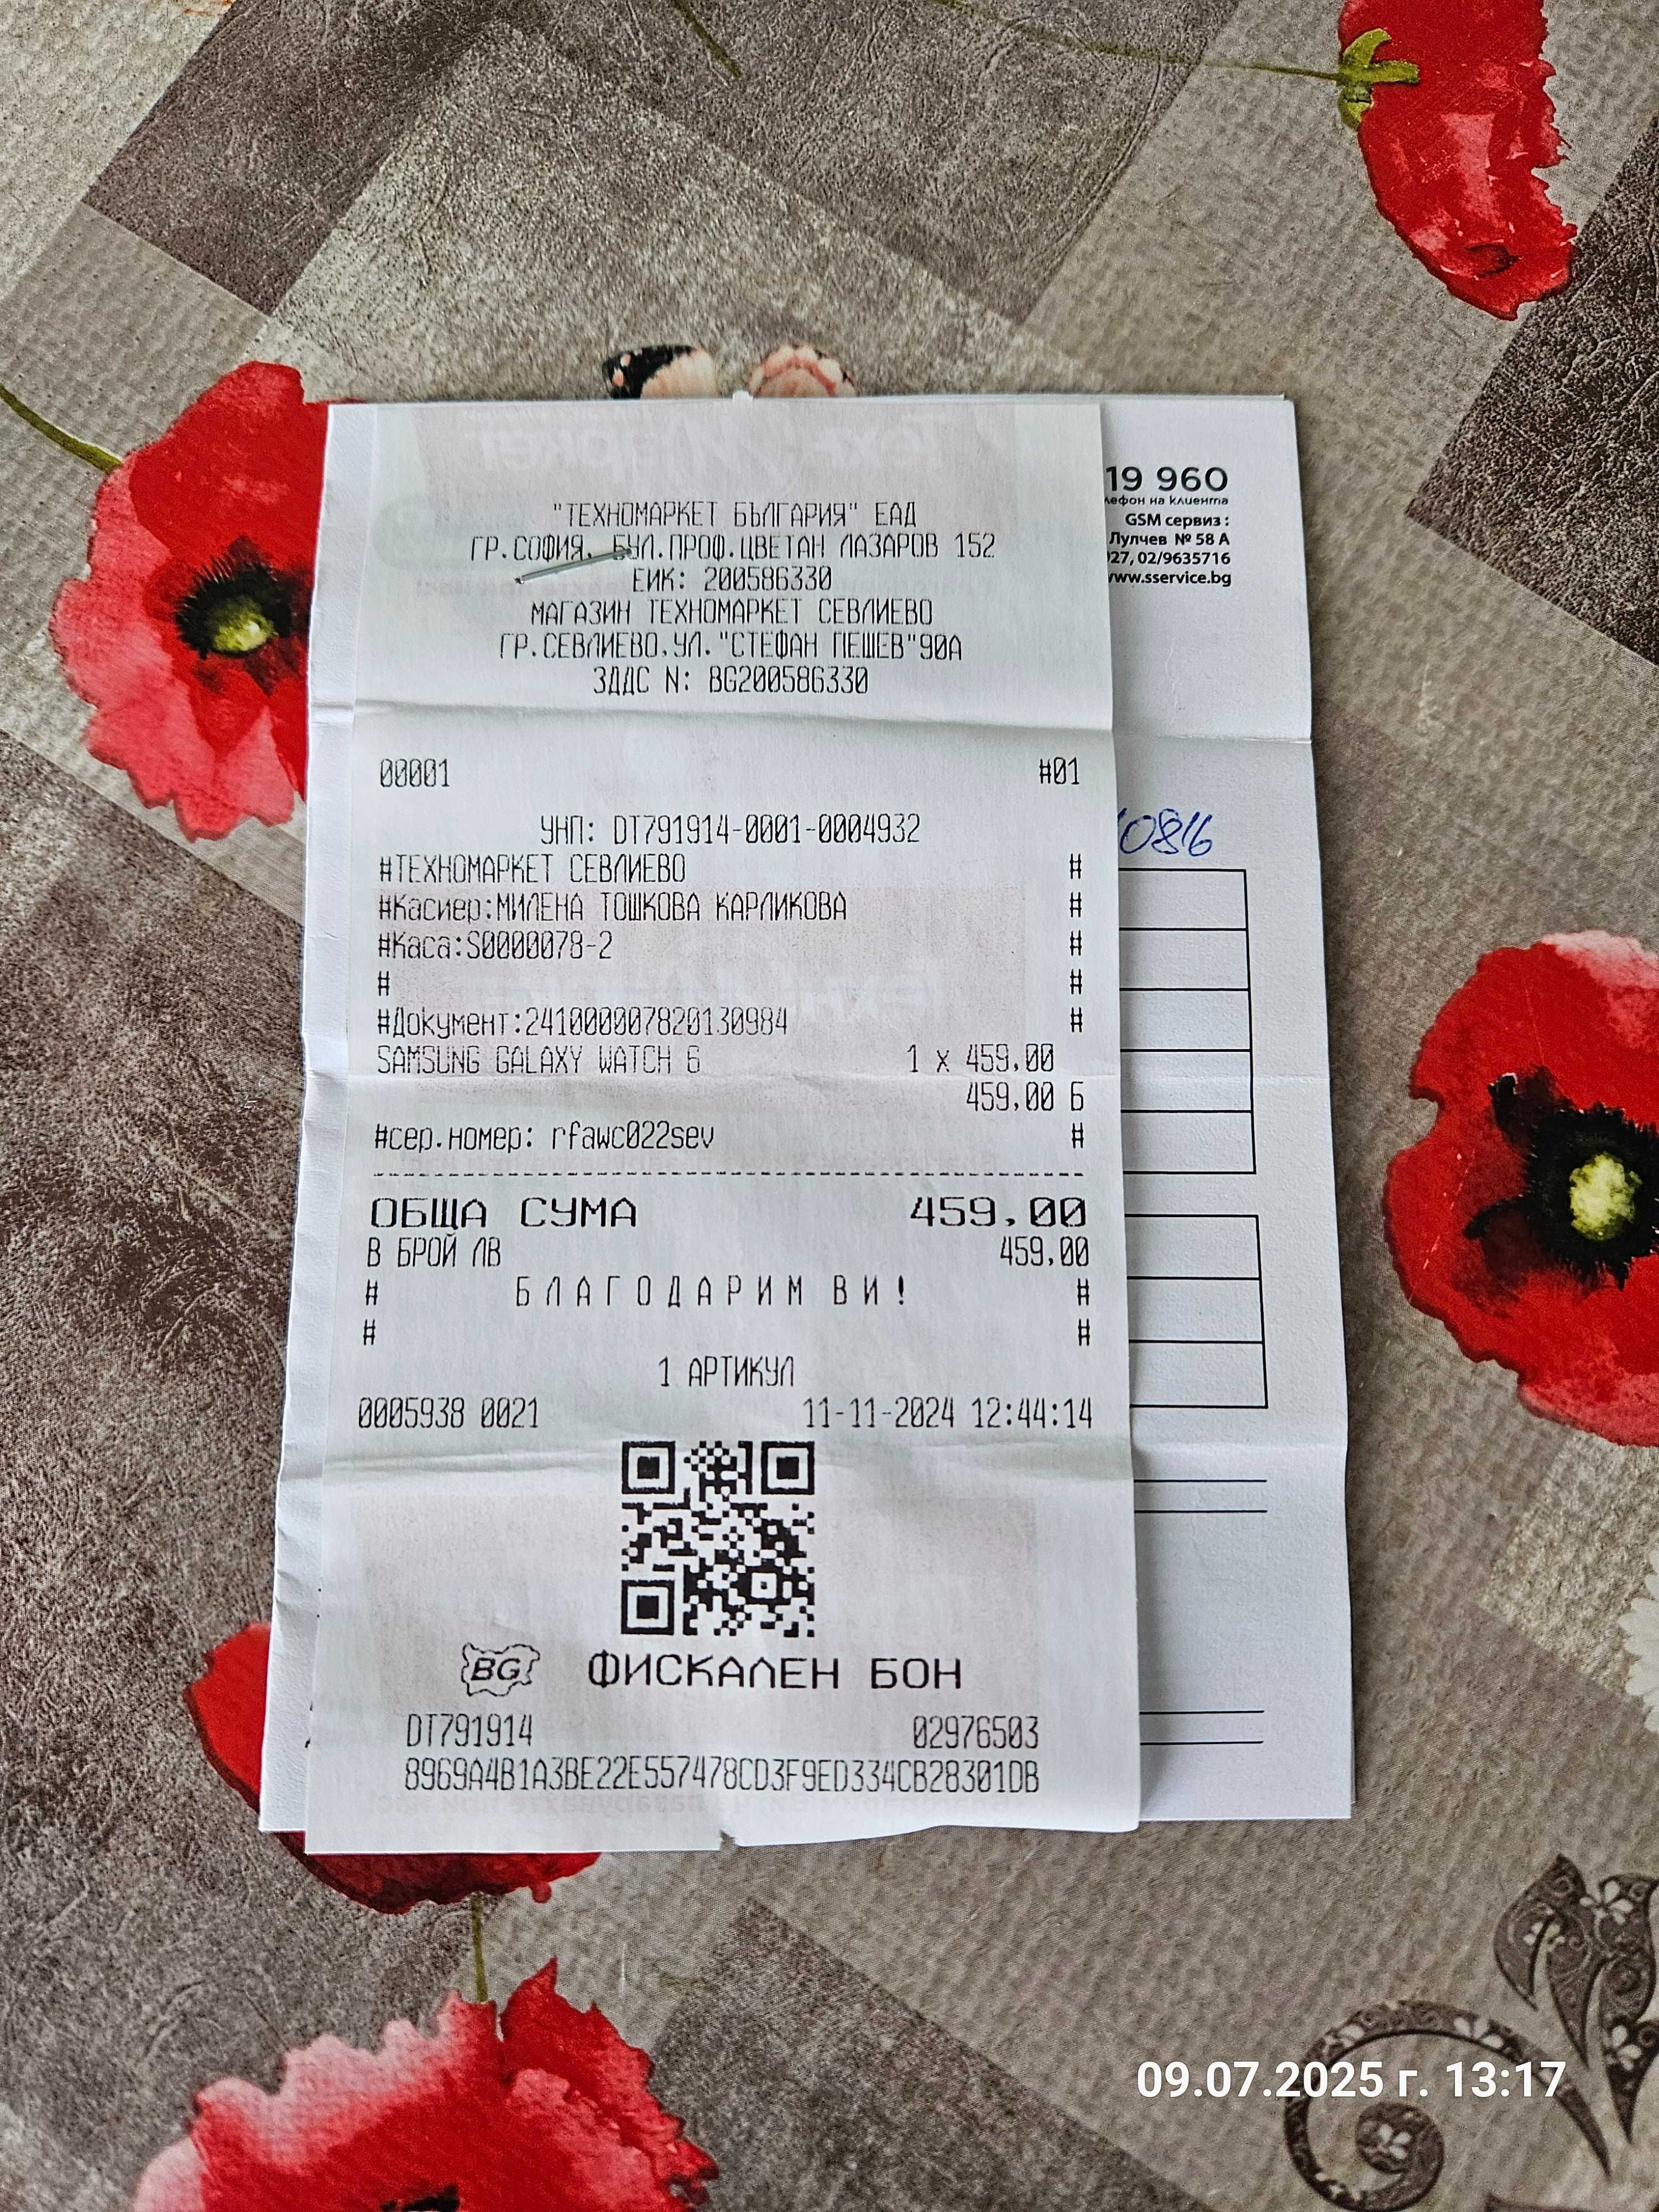 "ТЕХНОМАРКЕТ БЪЛГАРИЯ" ЕАД
ГР.СОФИЯ, БУЛ.ПРОФ.ЦВЕТАН ЛАЗАРОВ 152
ЕИК: 200586330
МАГАЗИН ТЕХНОМАРКЕТ СЕВЛИЕВО
ГР.СЕВЛИЕВО,УЛ. "СТЕФАН ПЕШЕВ"90А
ЗДДС N: BG200586330
00001 #01
УНП: DT791914-0001-0004932
#ТЕХНОМАРКЕТ СЕВЛИЕВО #
#Касиер:МИЛЕНА ТОШКОВА КАРЛИКОВА #
#Каса:S0000078-2 #
# #
#Документ:241000007820130984 #
SAMSUNG GALAXY WATCH 6 1 x 459,00
459,00 Б
#сер.номер: rfawc022sev #
ОБЩА СУМА 459,00
В БРОЙ ЛВ 459,00
# БЛАГОДАРИМ ВИ! #
# #
1 АРТИКУЛ
0005938 0021 11-11-2024 12:44:14
BG ФИСКАЛЕН БОН
DT791914 02976503
8969A4B1A3BE22E557478CD3F9ED334CB28301DB
19 960
на клиента
GSM сервиз :
Лулчев № 58 А
027, 02/9635716
www.sservice.bg
0816
09.07.2025 г. 13:17